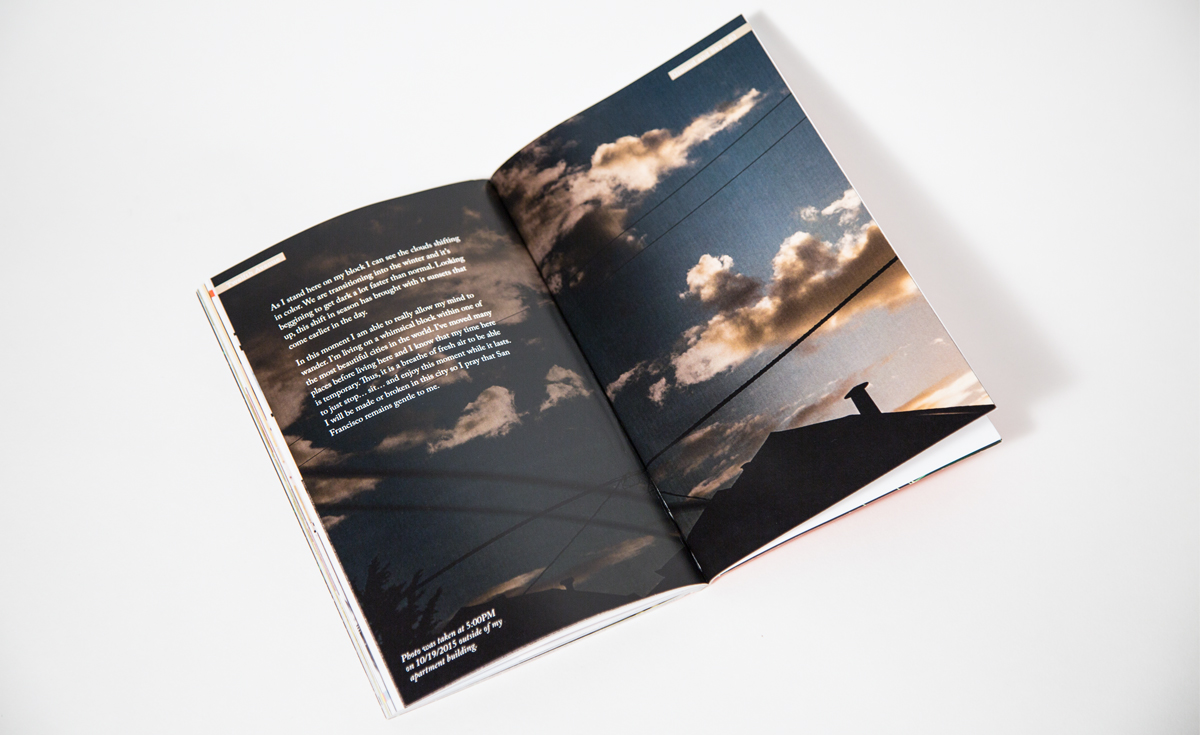 As I stand here on my block I can see the clouds shifting
in color. We are transitioning into the winter and it's
beggining to get dark a lot faster than normal. Looking
up, this shift in season has brought with it sunsets that
come earlier in the day.
In this moment I am able to really allow my mind to
wander. I'm living on a whimsical block within one of
the most beautiful cities in the world. I've moved many
places before living here and I know that my time here
is temporary. Thus, it is a breathe of fresh air to be able
to just stop... sit... and enjoy this moment while it lasts.
I will be made or broken in this city so I pray that San
Francisco remains gentle to me.
Photo was taken at 5:00PM
on 10/19/2015 outside of my
apartment building.